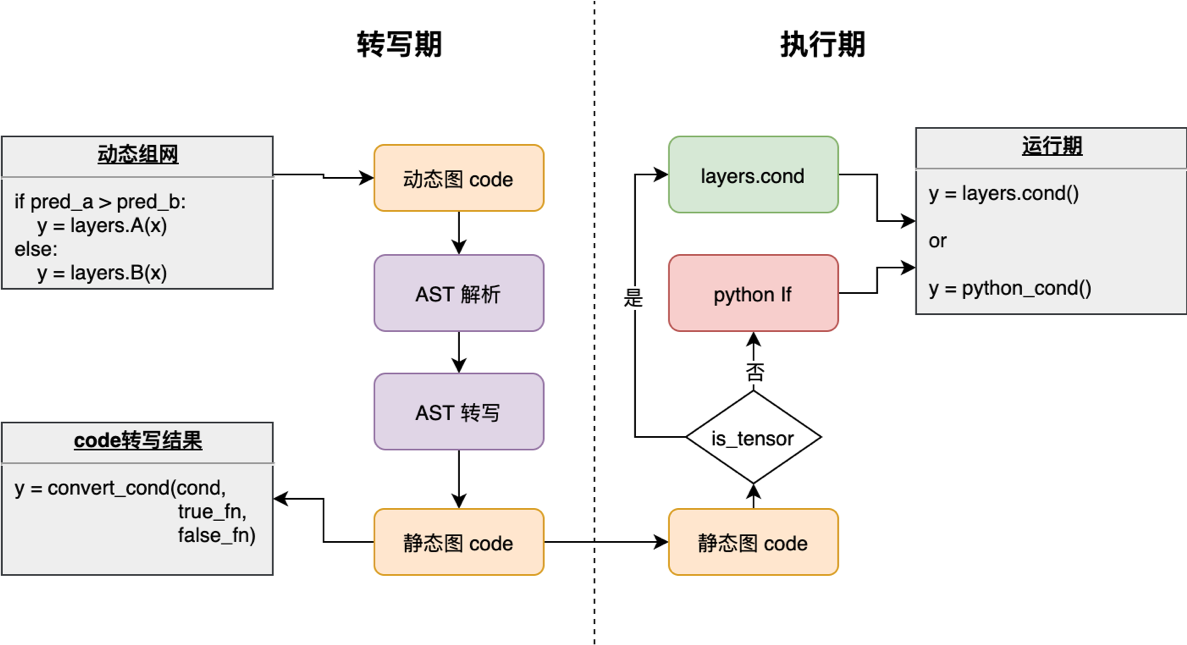 转写期
执行期
动态组网
if pred_a > pred_b:
y = layers.A(x)
else:
y = layers.B(x)
动态图 code
AST 解析
AST 转写
静态图 code
code转写结果
y = convert_cond(cond,
true_fn,
false_fn)
layers.cond
python If
是
否
is_tensor
静态图 code
运行期
y = layers.cond()
or
y = python_cond()